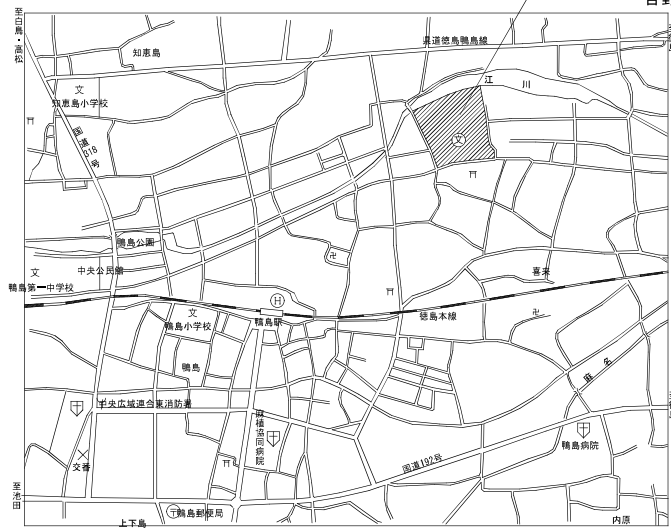 至白鳥・高松
知恵島
県道徳島鴨島線
文
知恵島小学校
江川
国道318号
文
鴨島公園
中央公民館
文
鴨島第一中学校
喜来
H
文
鴨島小学校
鴨島駅
徳島本線
鴨島
麻名
中央広域連合東消防署
麻植協同病院
鴨島病院
交番
国道192号
至池田
〒
鴨島郵便局
上下島
内原